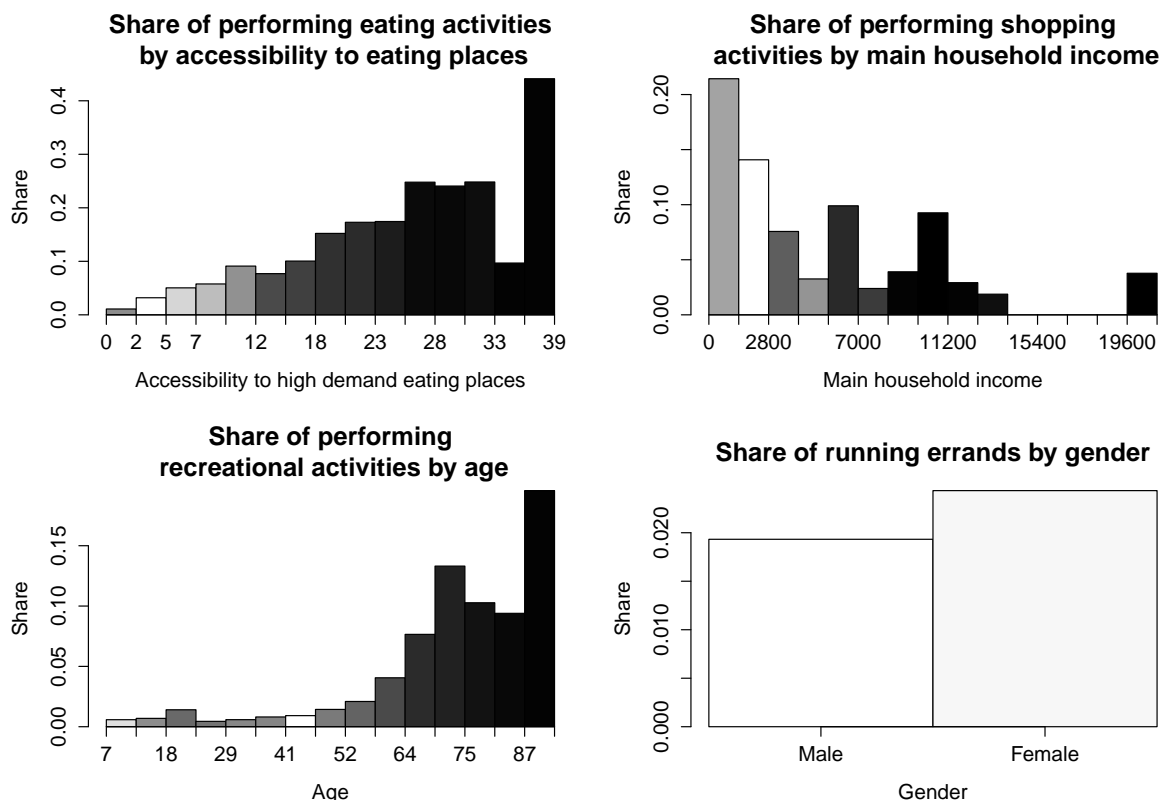 Share of performing eating activities
by accessibility to eating places
Share
0.0 0.1 0.2 0.3 0.4
0 2 5 7 12 18 23 28 33 39
Accessibility to high demand eating places
Share of performing shopping
activities by main household income
Share
0.00 0.10 0.20
0 2800 7000 11200 15400 19600
Main household income
Share of performing
recreational activities by age
Share
0.00 0.05 0.10 0.15
7 18 29 41 52 64 75 87
Age
Share of running errands by gender
Share
0.000 0.010 0.020
Male Female
Gender